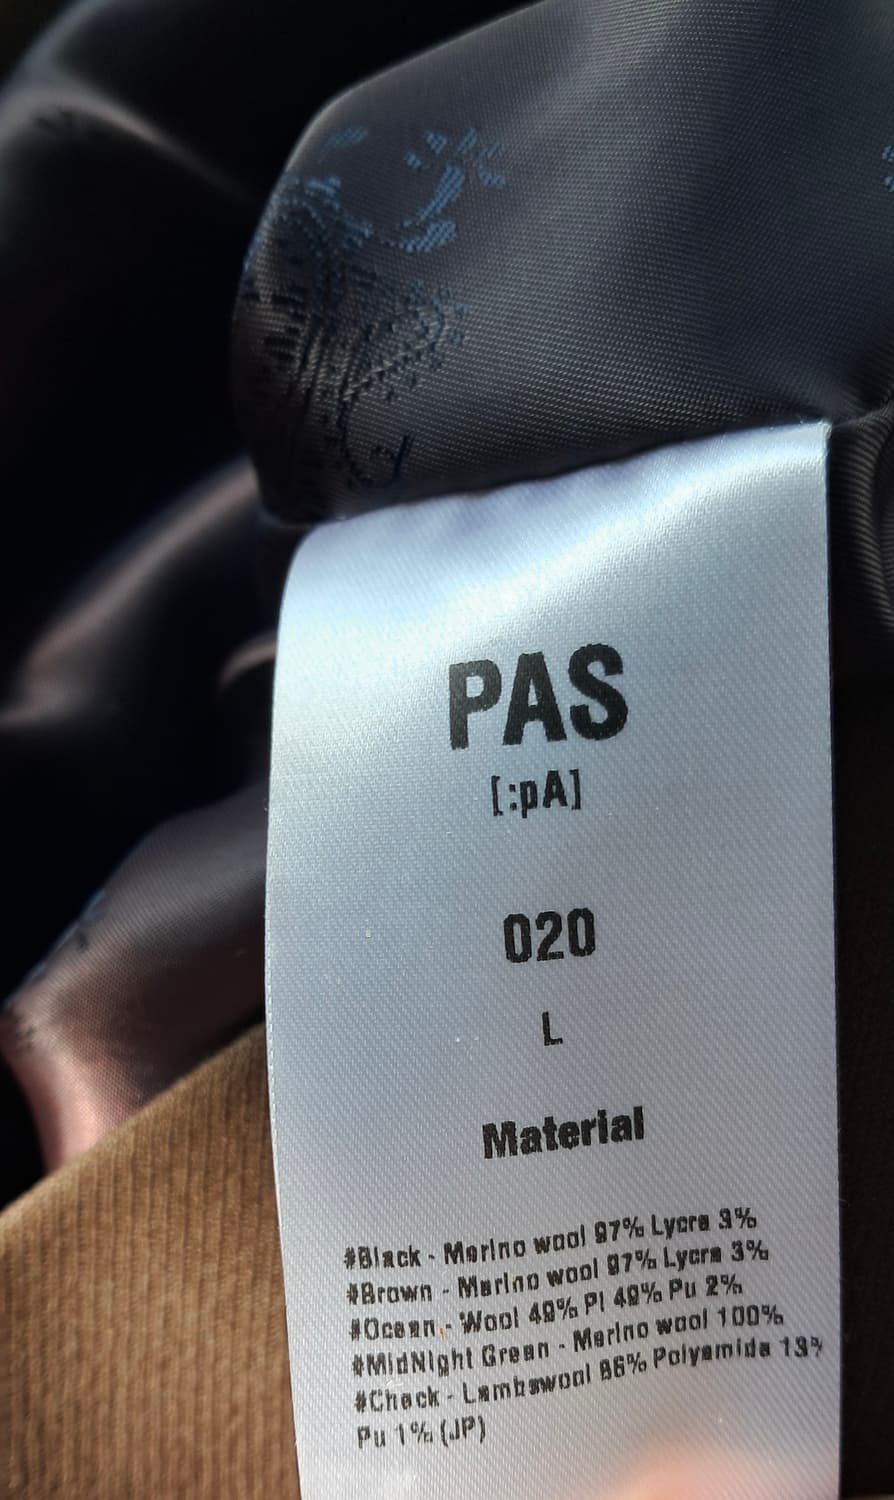 PAS
[:pA]
020
L
Material
#Black - Merino wool 97% Lycra 3%
#Brown - Merino wool 97% Lycra 3%
#Ocean - Wool 49% Pl 49% Pu 2%
#MidNight Green - Merino wool 100%
#Check - Lambswool 86% Polyamida 13%
Pu 1% (JP)